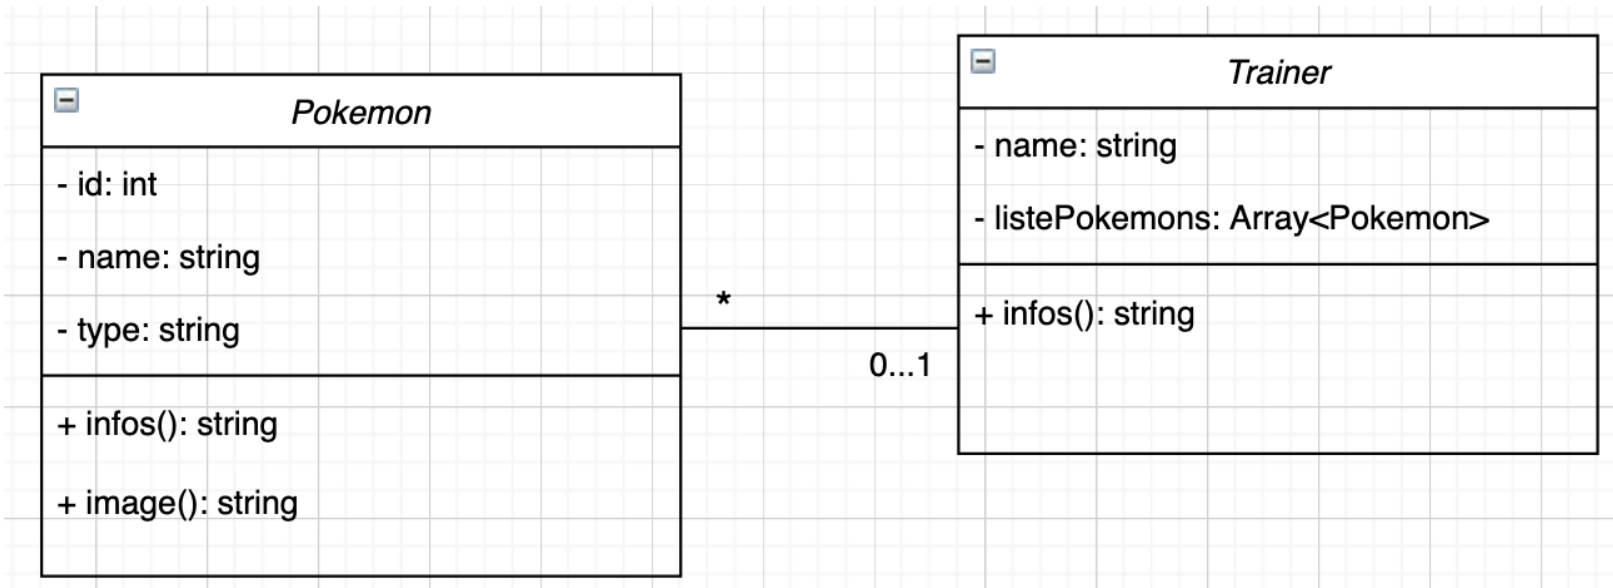 Pokemon
- id: int
- name: string
- type: string
+ infos(): string
+ image(): string
*
0...1
Trainer
- name: string
- listePokemons: Array<Pokemon>
+ infos(): string